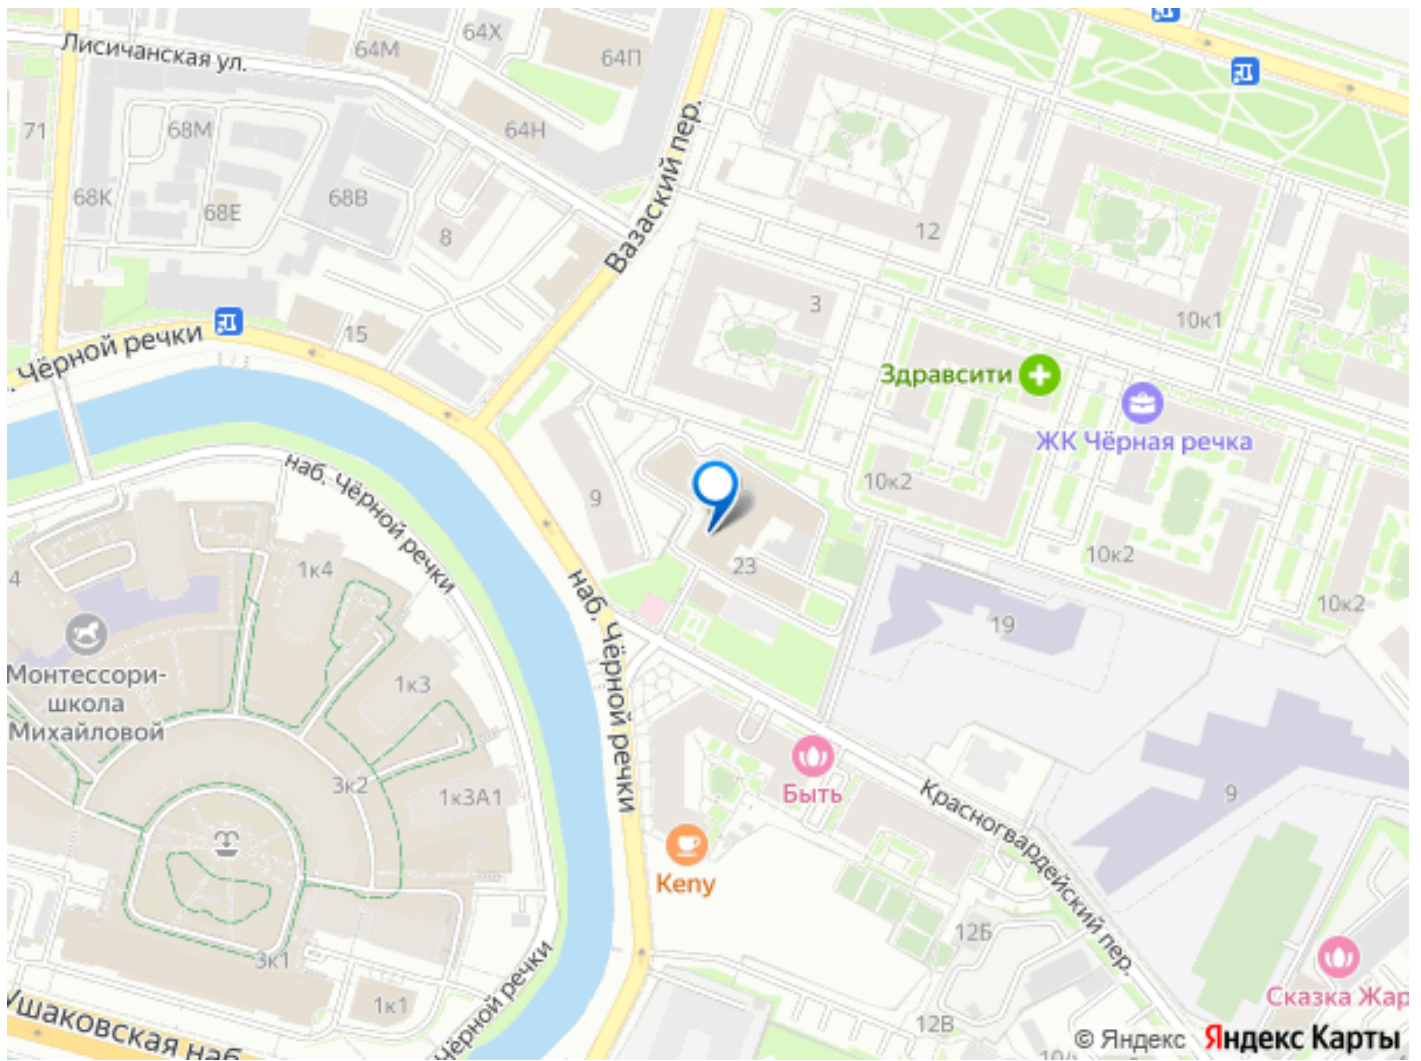 64Х
64М
64П
Лисичанская ул.
71
68М
64Н
Вазаский пер.
68К
68Е
68В
8
12
3
10к1
15
Чёрной речки
Здравсити
ЖК Чёрная речка
наб. Чёрной речки
9
10к2
23
10к2
4
1к4
наб. Чёрной речки
19
10к2
Монтессори-
школа
Михайловой
1к3
3к2
1к3А1
Быть
9
Красногвардейский пер.
Keny
12Б
3к1
1к1
Чёрной речки
Сказка Жар
Ушаковская наб
12В
© Яндекс Яндекс Карты